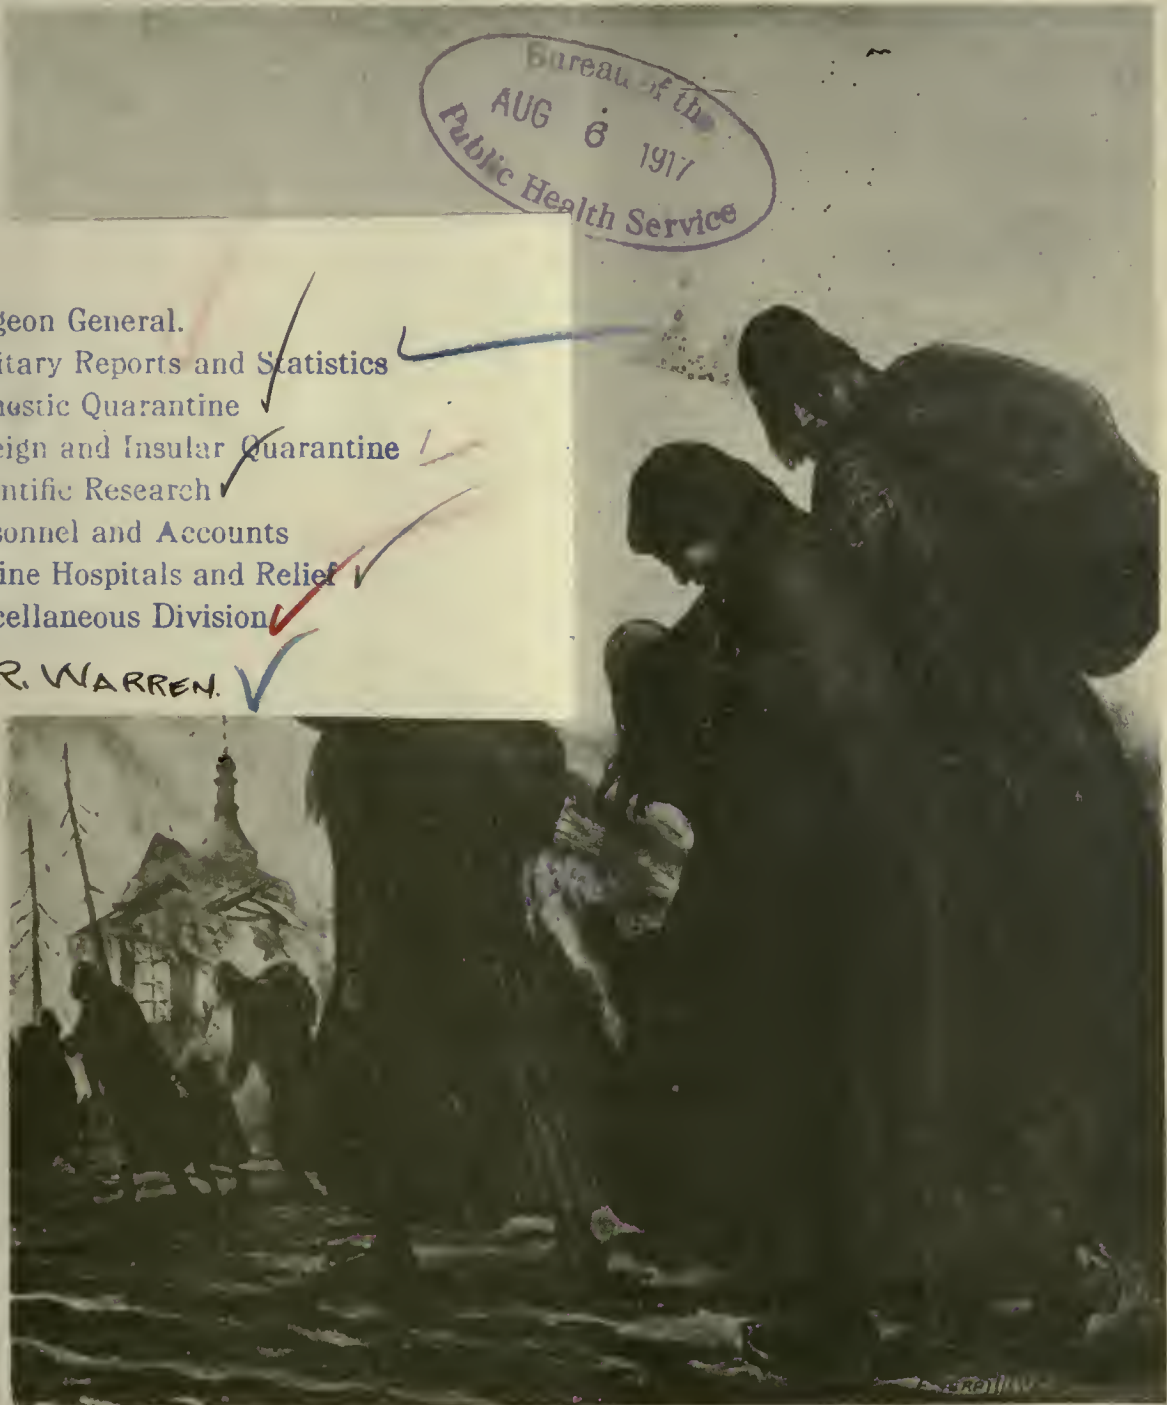 Bureau of the
AUG 6 1917
Public Health Service
geon General.
itary Reports and Statistics
nestic Quarantine
eign and Insular Quarantine
ntific Research
sonnel and Accounts
ine Hospitals and Relief
cellaneous Division
R. WARREN.